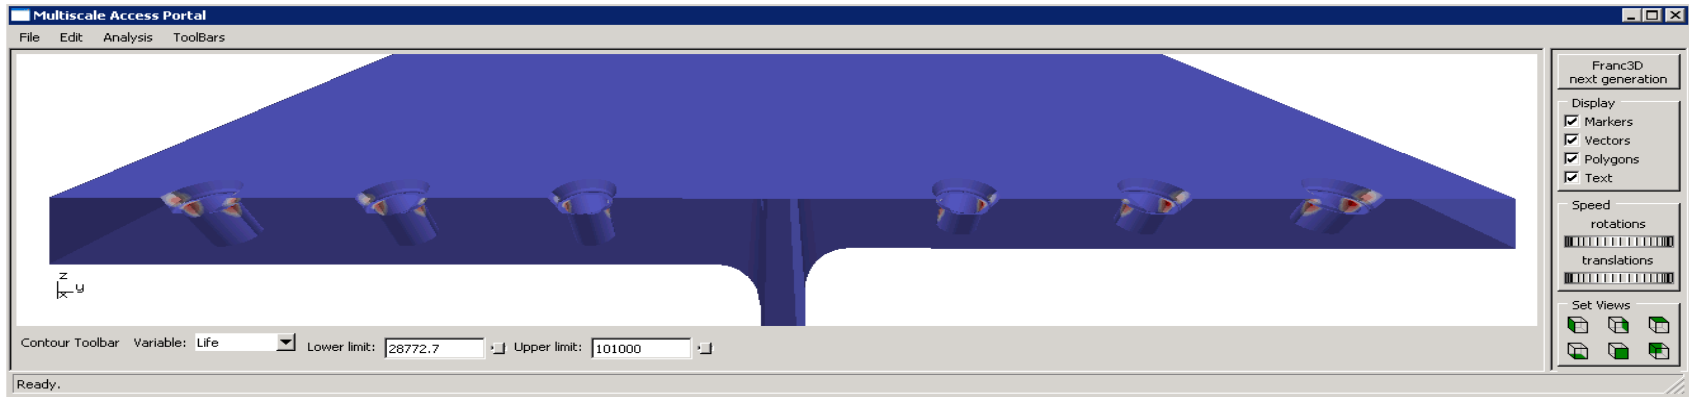 Multiscale Access Portal
File Edit Analysis ToolBars
Franc3D
next generation
Display
Markers
Vectors
Polygons
Text
Speed
rotations
translations
Set Views
z
y
x
Contour Toolbar Variable: Life Lower limit: 28772.7 Upper limit: 101000
Ready.